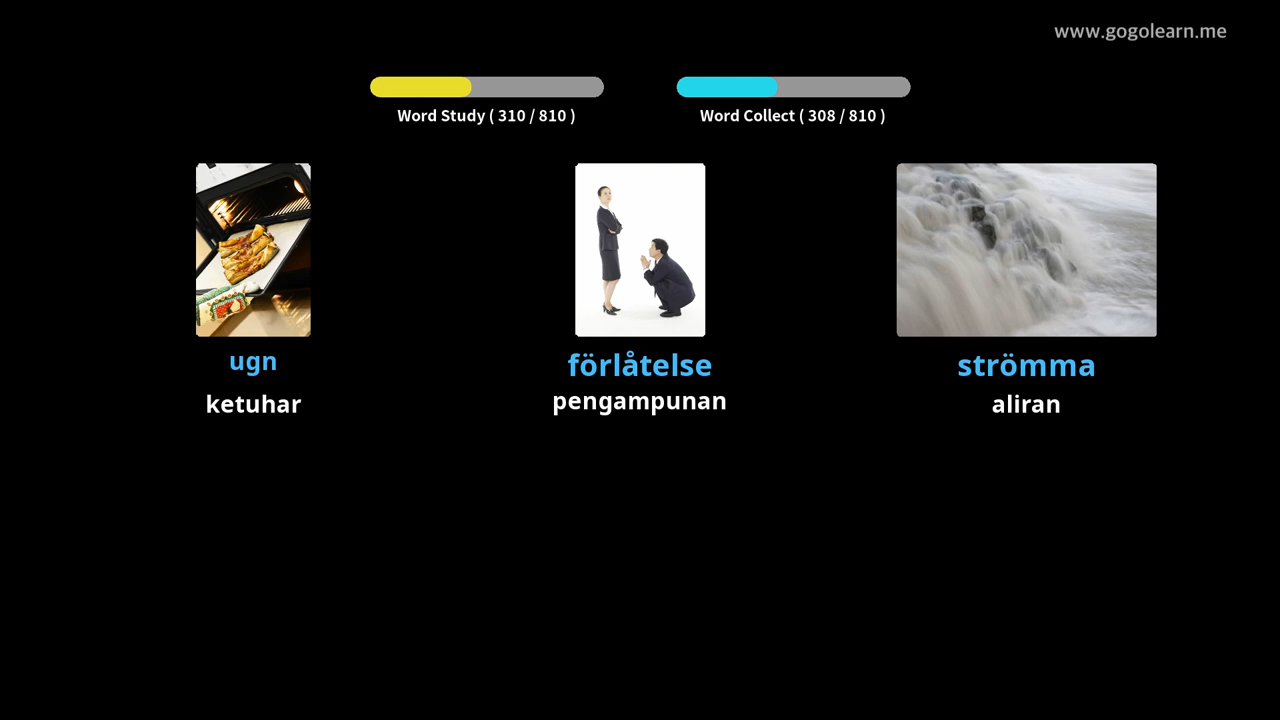 www.gogolearn.me
Word Study ( 310 / 810 )
Word Collect ( 308 / 810 )
ugn
ketuhar
förlåtelse
pengampunan
strömma
aliran